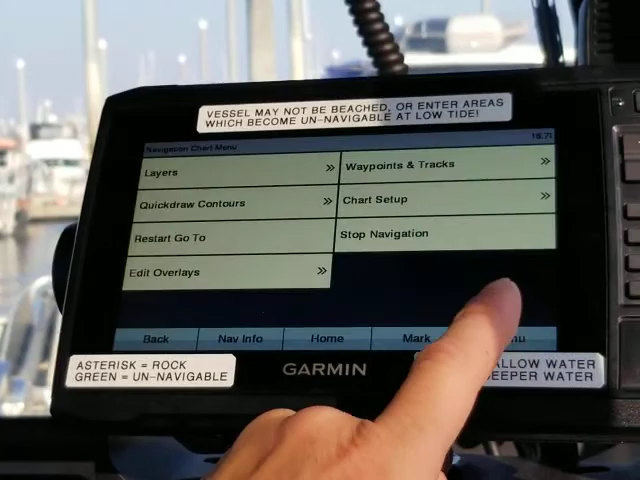 VESSEL MAY NOT BE BEACHED, OR ENTER AREAS
WHICH BECOME UN-NAVIGABLE AT LOW TIDE!
Navigation Chart Menu
Layers
Waypoints & Tracks
Quickdraw Contours
Chart Setup
Restart Go To
Stop Navigation
Edit Overlays
Back
Nav Info
Home
Mark
ASTERISK = ROCK
GREEN = UN-NAVIGABLE
GARMIN
WATER
WATER